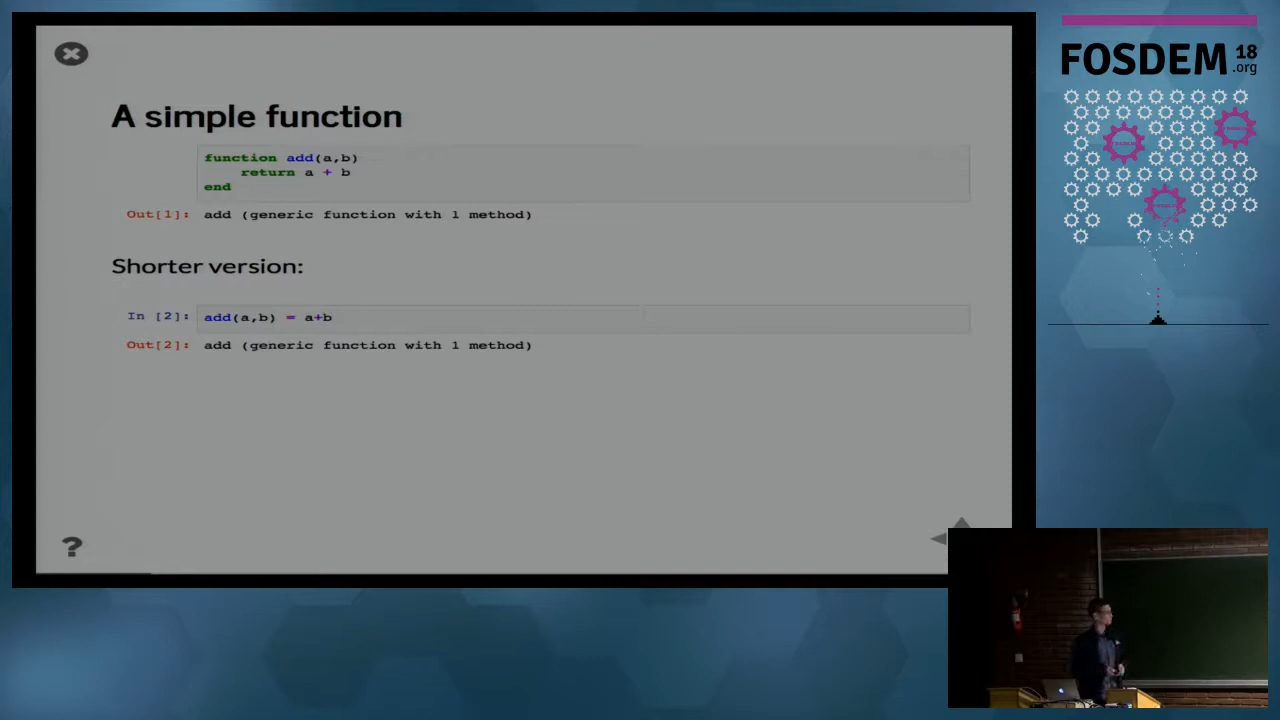 A simple function
function add(a,b)
return a + b
end
Out[1]: add (generic function with 1 method)
Shorter version:
In [2]: add(a,b) = a+b
Out[2]: add (generic function with 1 method)
?
FOSDEM 18
.org